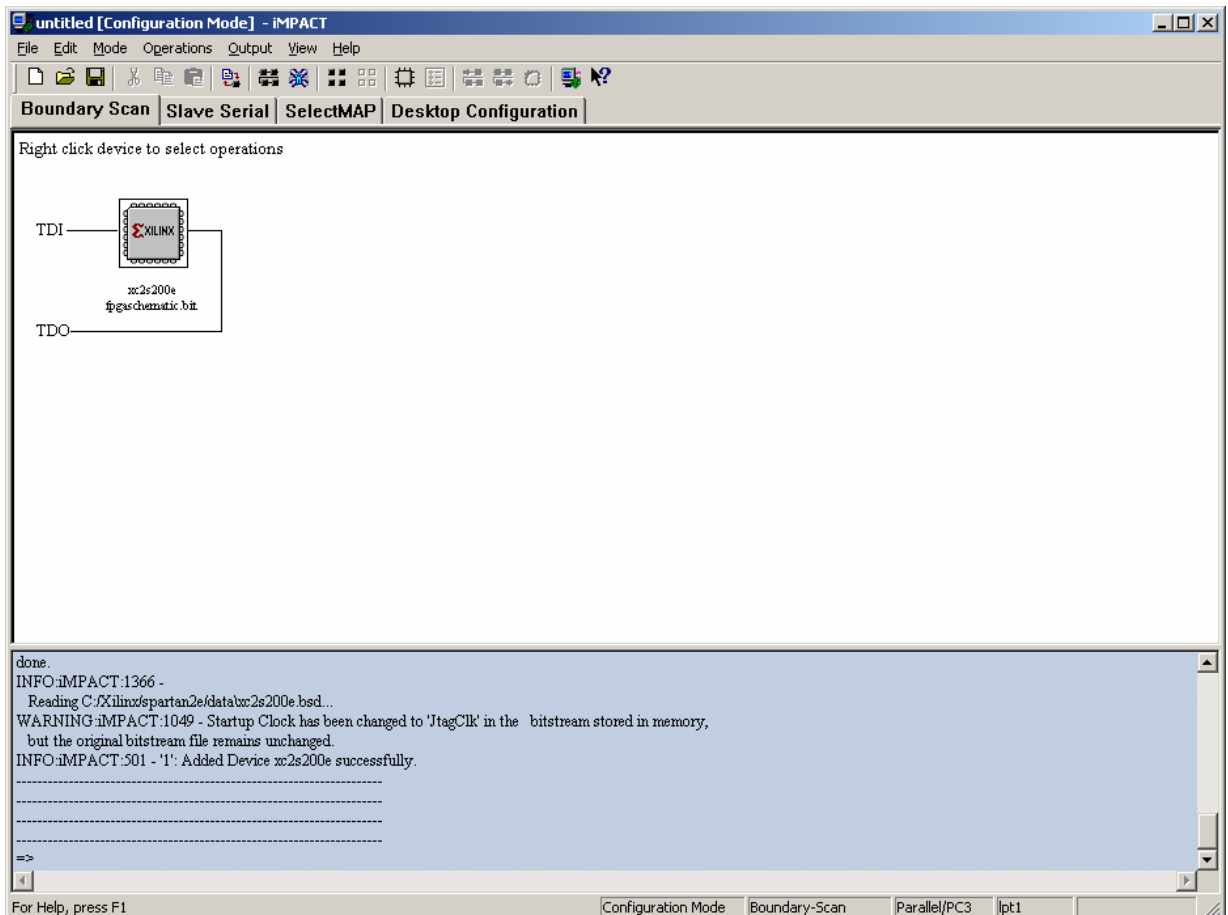 untitled [Configuration Mode] - iMPACT
File Edit Mode Operations Output View Help
Boundary Scan Slave Serial SelectMAP Desktop Configuration
Right click device to select operations
TDI
XILINX
xc2s200e
fpgaschematic.bit
TDO
done.
INFO:iMPACT:1366 -
Reading C:/Xilinx/spartan2e/data\xc2s200e.bsd...
WARNING:iMPACT:1049 - Startup Clock has been changed to 'JtagClk' in the bitstream stored in memory,
but the original bitstream file remains unchanged.
INFO:iMPACT:501 - '1': Added Device xc2s200e successfully.
----------------------------------------------------------------------
----------------------------------------------------------------------
----------------------------------------------------------------------
----------------------------------------------------------------------
=>
For Help, press F1 Configuration Mode Boundary-Scan Parallel/PC3 lpt1